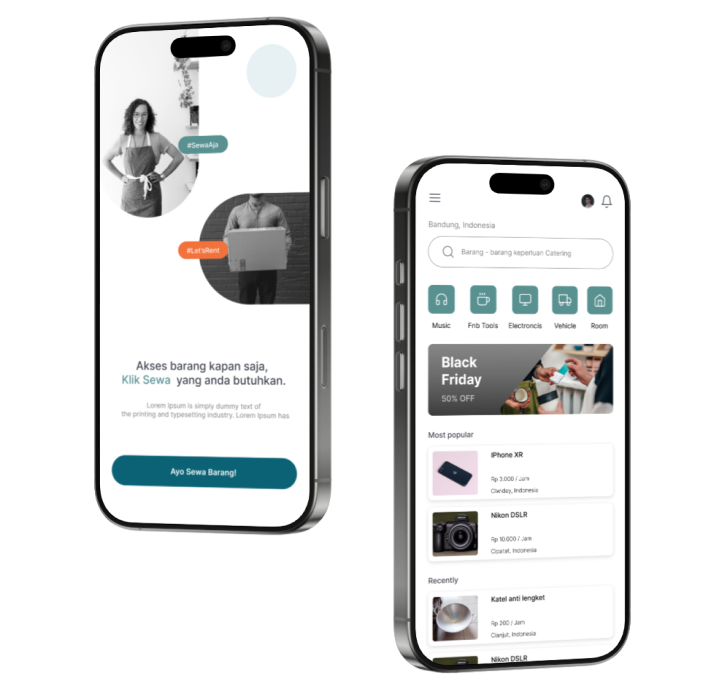 #SewaAja
#Let'sRent
Akses barang kapan saja,
Klik Sewa yang anda butuhkan.
Lorem Ipsum is simply dummy text of
the printing and typesetting industry. Lorem Ipsum has
Ayo Sewa Barang!
Bandung, Indonesia
Barang - barang keperluan Catering
Music
Fnb Tools
Electroncis
Vehicle
Room
Black
Friday
50% OFF
Most popular
IPhone XR
Rp 3.000 / Jam
Ciwidey, Indonesia
Nikon DSLR
Rp 10.000 / Jam
Cipatat, Indonesia
Recently
Katel anti lengket
Rp 200 / Jam
Cianjut, Indonesia
Nikon DSLR